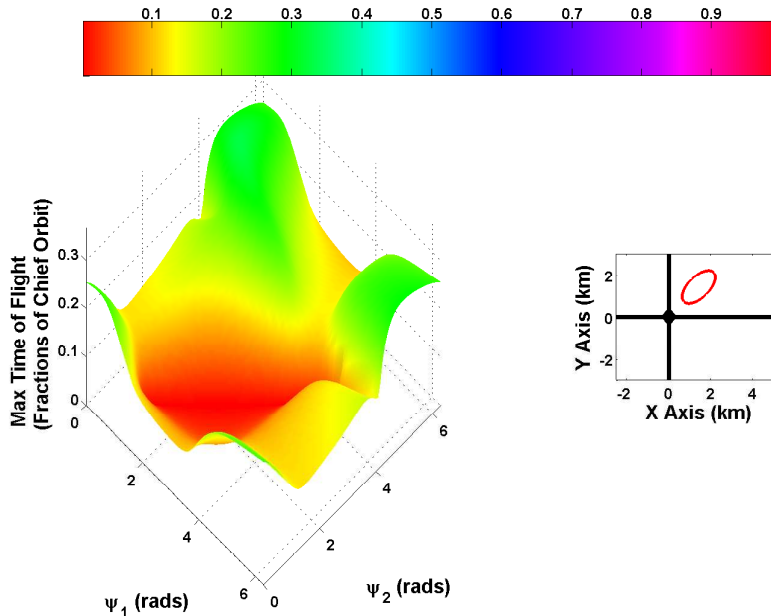 0.1 0.2 0.3 0.4 0.5 0.6 0.7 0.8 0.9
Max Time of Flight
(Fractions of Chief Orbit)
0.3
0.2
0.1
0
0
2
4
6
ψ1 (rads)
0
2
4
6
ψ2 (rads)
Y Axis (km)
2
0
-2
-2 0 2 4
X Axis (km)